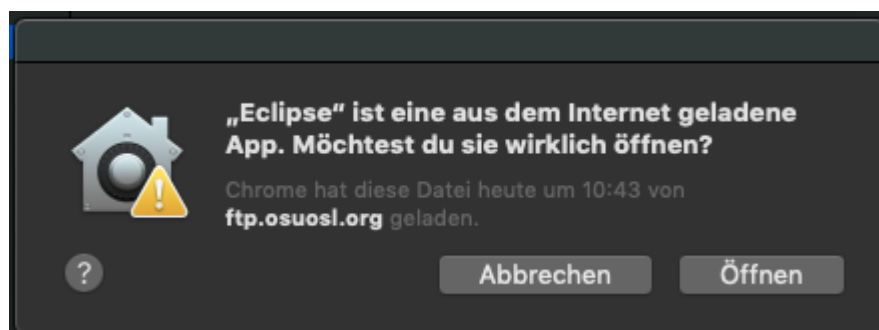 „Eclipse“ ist eine aus dem Internet geladene
App. Möchtest du sie wirklich öffnen?
Chrome hat diese Datei heute um 10:43 von
ftp.osuosl.org geladen.
?
Abbrechen
Öffnen